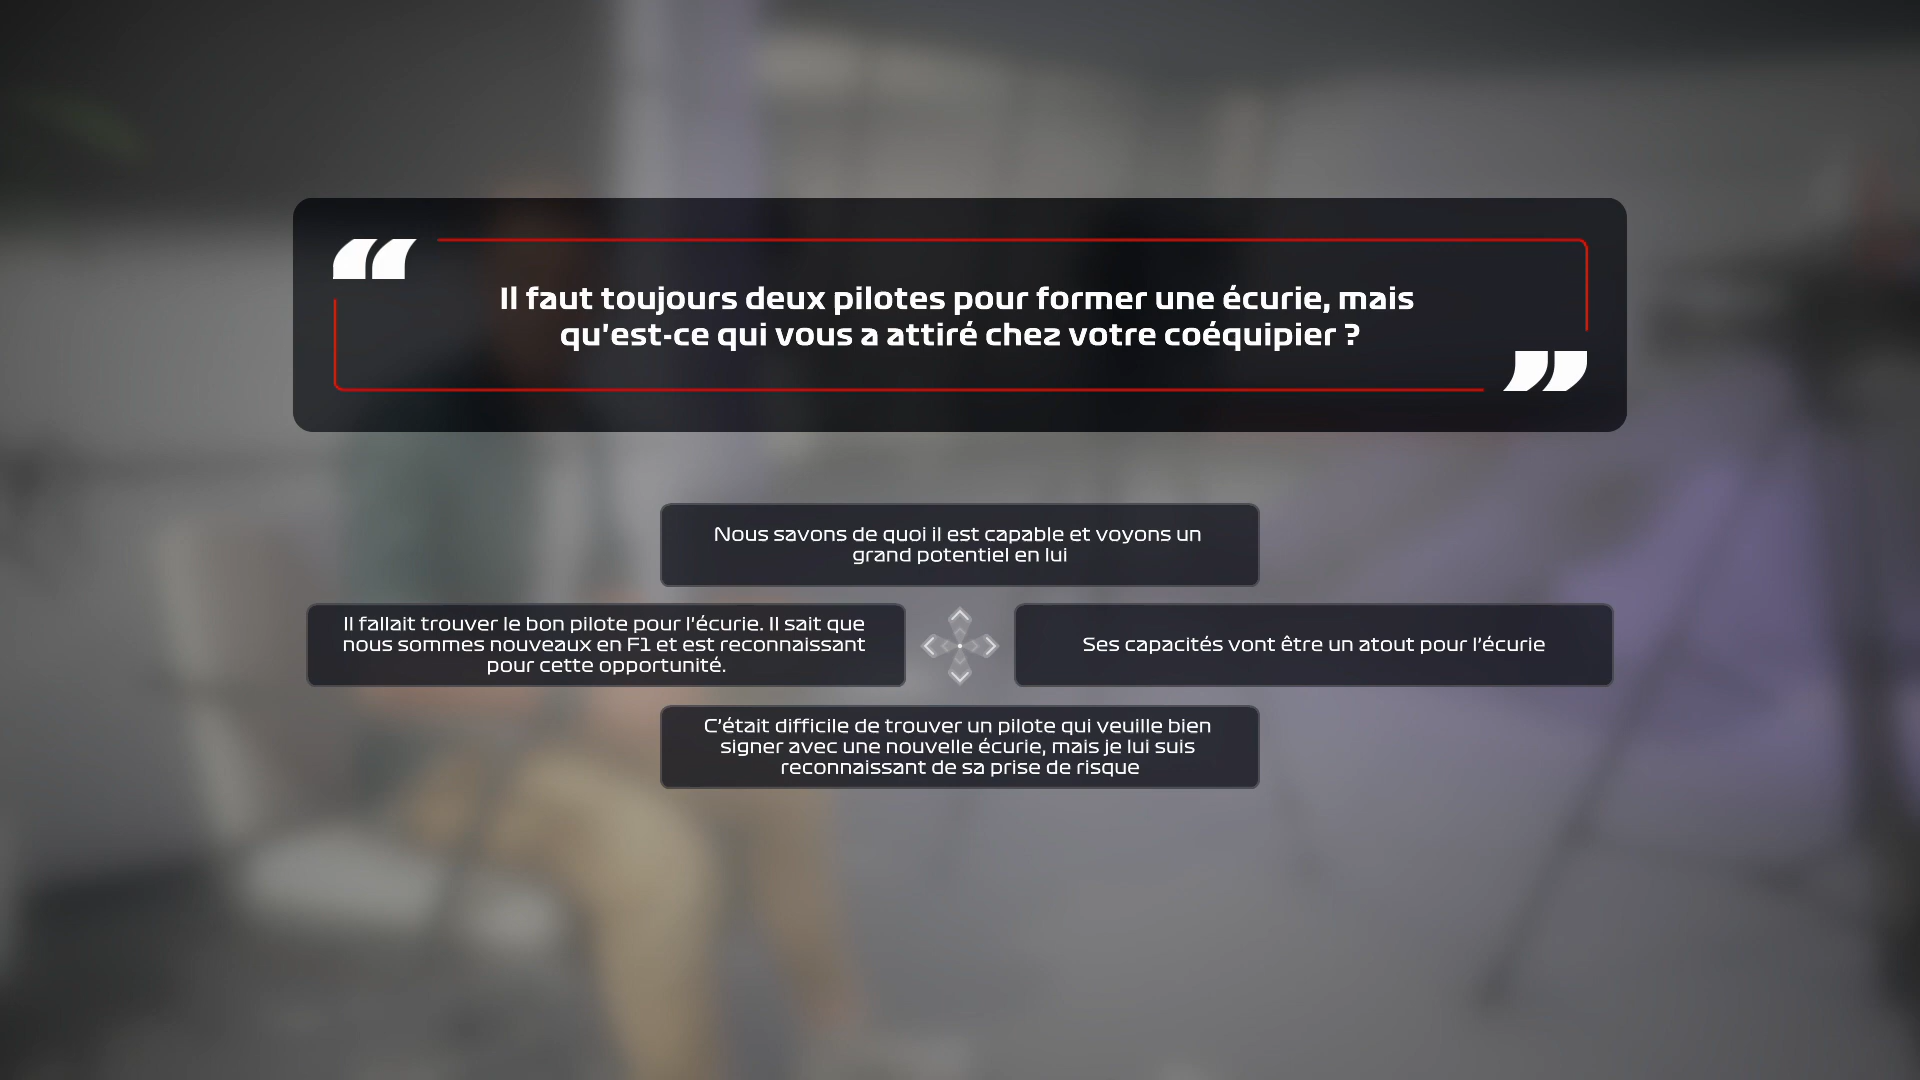 Il faut toujours deux pilotes pour former une écurie, mais
qu'est-ce qui vous a attiré chez votre coéquipier ?
Nous savons de quoi il est capable et voyons un
grand potentiel en lui
Il fallait trouver le bon pilote pour l'écurie. Il sait que
nous sommes nouveaux en F1 et est reconnaissant
pour cette opportunité.
Ses capacités vont être un atout pour l'écurie
C'était difficile de trouver un pilote qui veuille bien
signer avec une nouvelle écurie, mais je lui suis
reconnaissant de sa prise de risque